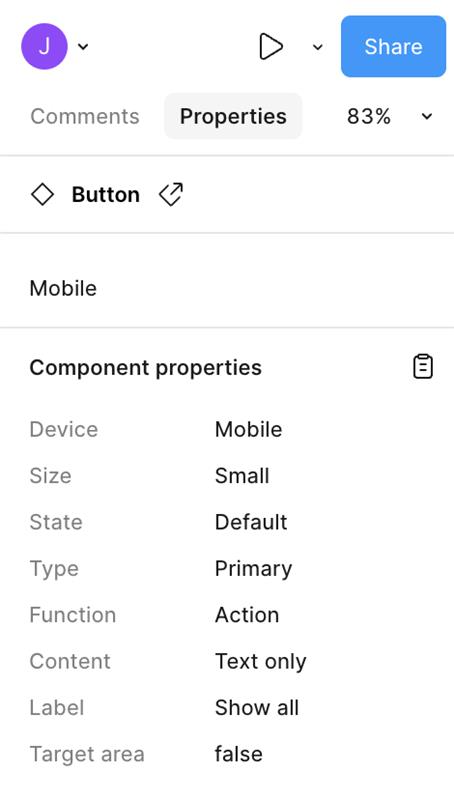 J
Share
Comments Properties 83%
Button
Mobile
Component properties
Device Mobile
Size Small
State Default
Type Primary
Function Action
Content Text only
Label Show all
Target area false